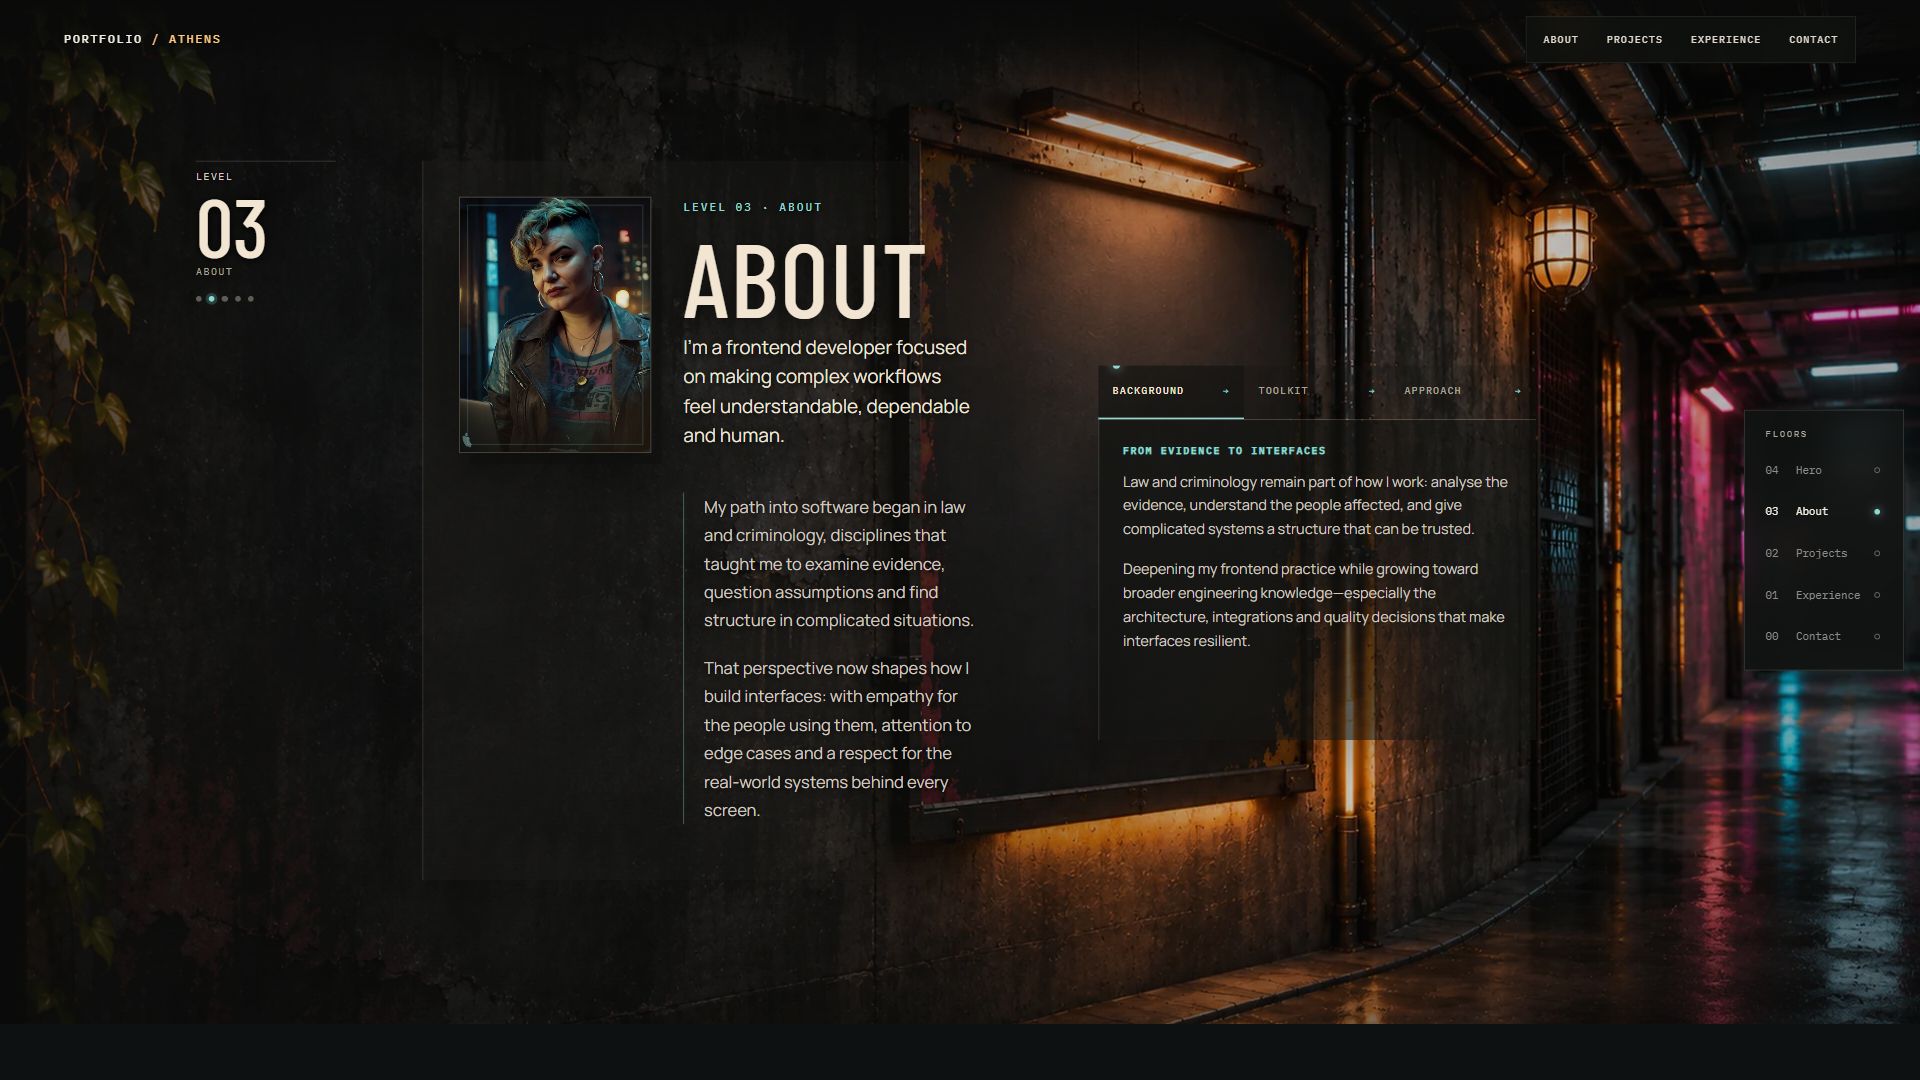 PORTFOLIO / ATHENS
ABOUT PROJECTS EXPERIENCE CONTACT
LEVEL
03
ABOUT
LEVEL 03 · ABOUT
ABOUT
I'm a frontend developer focused
on making complex workflows
feel understandable, dependable
and human.
My path into software began in law
and criminology, disciplines that
taught me to examine evidence,
question assumptions and find
structure in complicated situations.
That perspective now shapes how I
build interfaces: with empathy for
the people using them, attention to
edge cases and a respect for the
real-world systems behind every
screen.
BACKGROUND → TOOLKIT → APPROACH →
FROM EVIDENCE TO INTERFACES
Law and criminology remain part of how I work: analyse the
evidence, understand the people affected, and give
complicated systems a structure that can be trusted.
Deepening my frontend practice while growing toward
broader engineering knowledge—especially the
architecture, integrations and quality decisions that make
interfaces resilient.
FLOORS
04 Hero
03 About
02 Projects
01 Experience
00 Contact